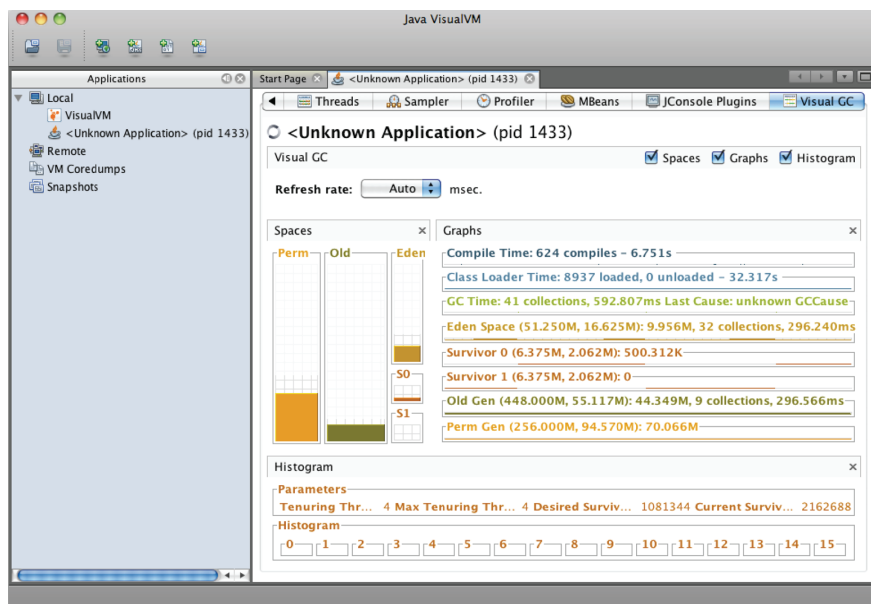 Java VisualVM
Applications
Local
VisualVM
<Unknown Application> (pid 1433)
Remote
VM Coredumps
Snapshots
Start Page <Unknown Application> (pid 1433)
Threads Sampler Profiler MBeans JConsole Plugins Visual GC
<Unknown Application> (pid 1433)
Visual GC Spaces Graphs Histogram
Refresh rate: Auto msec.
Spaces
Perm Old Eden
S0
S1
Graphs
Compile Time: 624 compiles - 6.751s
Class Loader Time: 8937 loaded, 0 unloaded - 32.317s
GC Time: 41 collections, 592.807ms Last Cause: unknown GCCause
Eden Space (51.250M, 16.625M): 9.956M, 32 collections, 296.240ms
Survivor 0 (6.375M, 2.062M): 500.312K
Survivor 1 (6.375M, 2.062M): 0
Old Gen (448.000M, 55.117M): 44.349M, 9 collections, 296.566ms
Perm Gen (256.000M, 94.570M): 70.066M
Histogram
Parameters
Tenuring Thr... 4 Max Tenuring Thr... 4 Desired Surviv... 1081344 Current Surviv... 2162688
Histogram
0 1 2 3 4 5 6 7 8 9 10 11 12 13 14 15